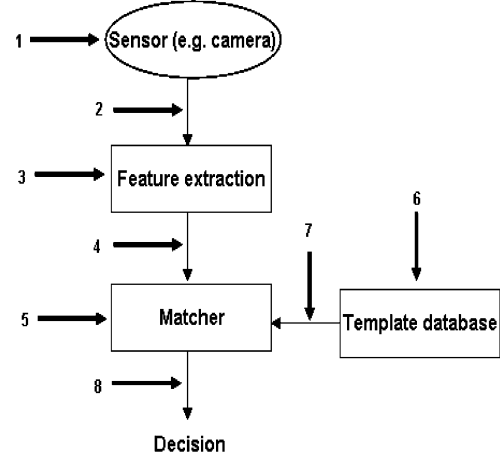 1
Sensor (e.g. camera)
2
3
Feature extraction
6
4
7
5
Matcher
Template database
8
Decision